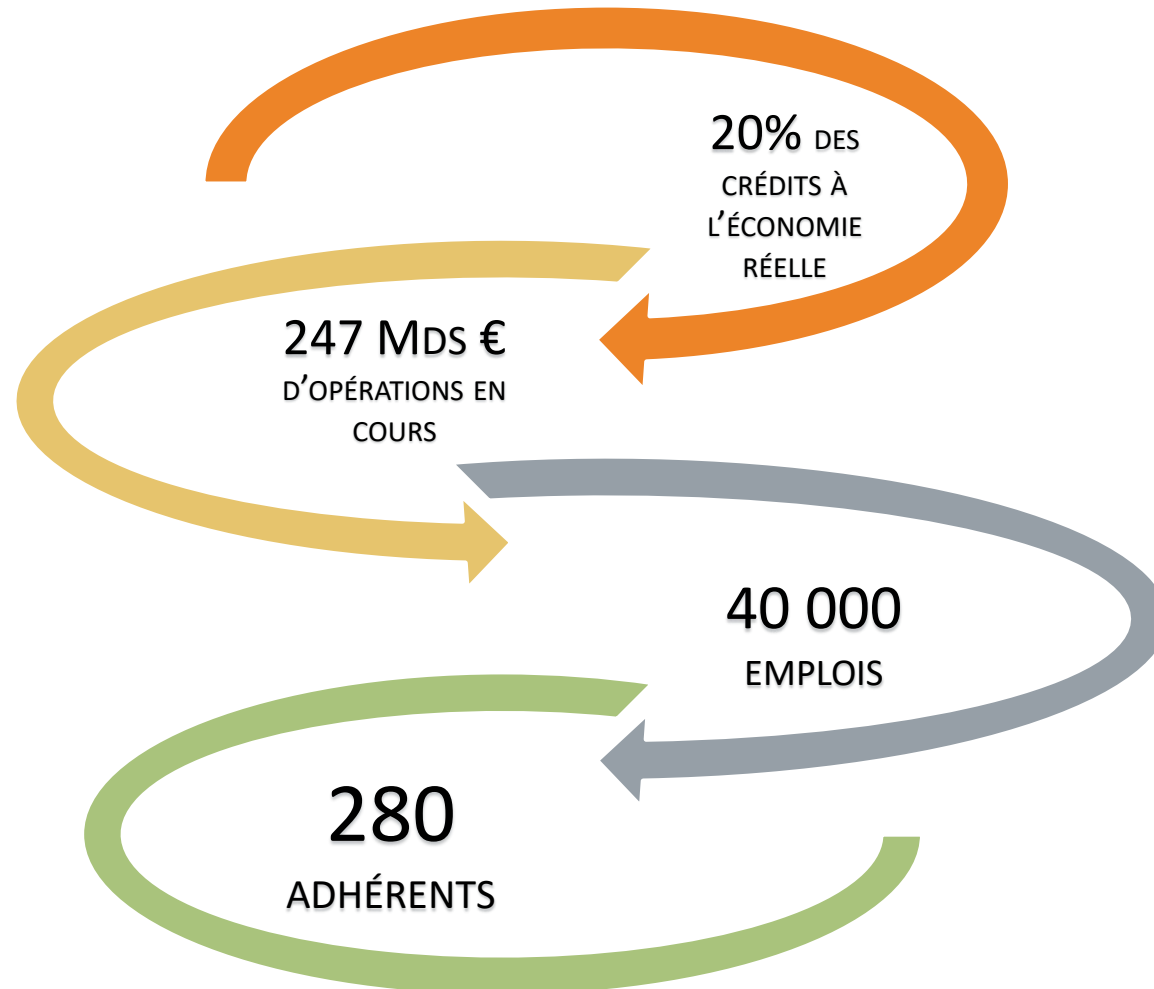 20% DES
CRÉDITS À
L'ÉCONOMIE
RÉELLE
247 MDS €
D'OPÉRATIONS EN
COURS
40 000
EMPLOIS
280
ADHÉRENTS